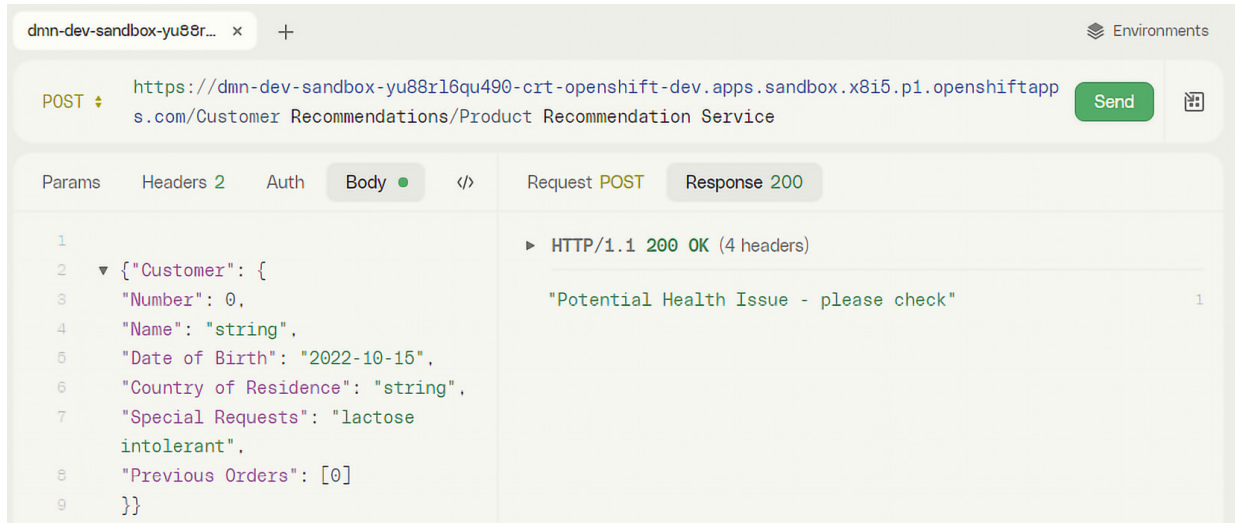 dmn-dev-sandbox-yu88r... × +
Environments
POST
https://dmn-dev-sandbox-yu88rl6qu490-crt-openshift-dev.apps.sandbox.x8i5.p1.openshiftapp
s.com/Customer Recommendations/Product Recommendation Service
Send
Params Headers 2 Auth Body </>
1
2 {"Customer": {
3 "Number": 0,
4 "Name": "string",
5 "Date of Birth": "2022-10-15",
6 "Country of Residence": "string",
7 "Special Requests": "lactose
intolerant",
8 "Previous Orders": [0]
9 }}
Request POST Response 200
HTTP/1.1 200 OK (4 headers)
"Potential Health Issue - please check" 1